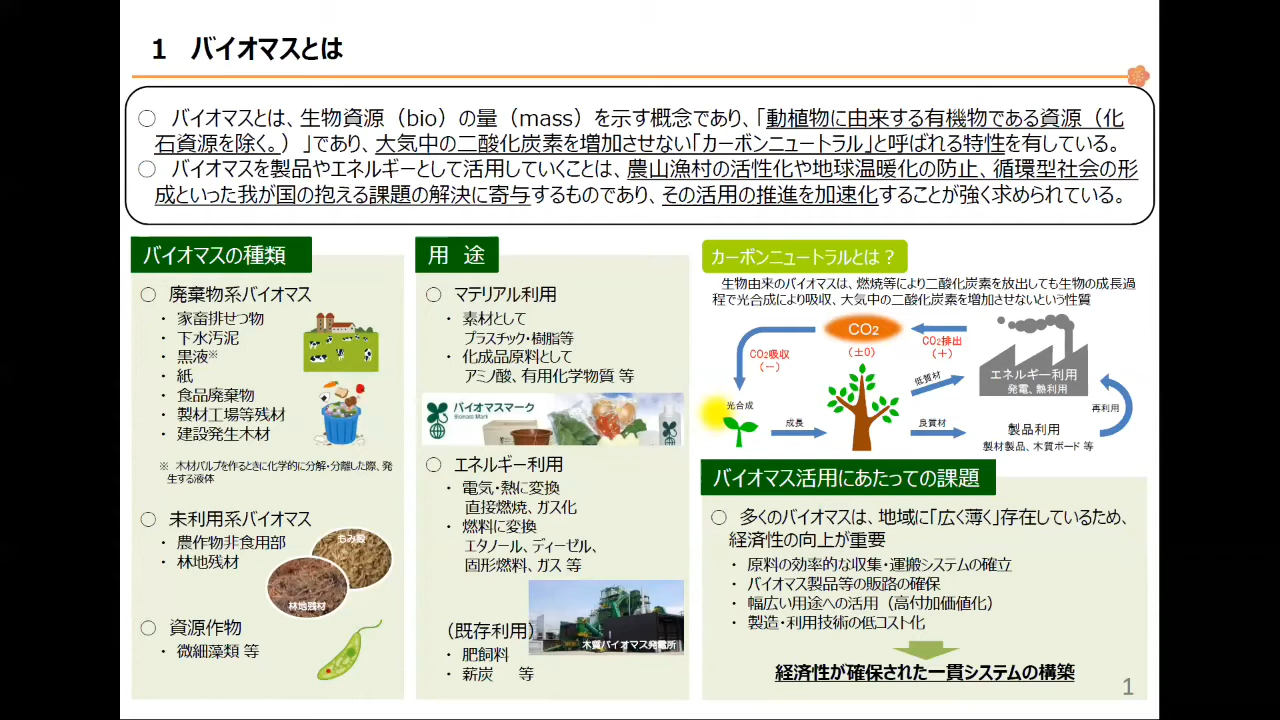 1 バイオマスとは
○ バイオマスとは、生物資源（bio）の量（mass）を示す概念であり、「動植物に由来する有機物である資源（化
石資源を除く。）」であり、大気中の二酸化炭素を増加させない「カーボンニュートラル」と呼ばれる特性を有している。
○ バイオマスを製品やエネルギーとして活用していくことは、農山漁村の活性化や地球温暖化の防止、循環型社会の形
成といった我が国の抱える課題の解決に寄与するものであり、その活用の推進を加速化することが強く求められている。
バイオマスの種類
○ 廃棄物系バイオマス
・ 家畜排せつ物
・ 下水汚泥
・ 黒液※
・ 紙
・ 食品廃棄物
・ 製材工場等残材
・ 建設発生木材
※ 木材パルプを作るときに化学的に分解・分離した際、発
生する液体
○ 未利用系バイオマス
・ 農作物非食用部
・ 林地残材
もみ殻
林地残材
○ 資源作物
・ 微細藻類 等
用 途
○ マテリアル利用
・ 素材として
プラスチック・樹脂等
・ 化成品原料として
アミノ酸、有用化学物質 等
バイオマスマーク
Biomass Mark
○ エネルギー利用
・ 電気・熱に変換
直接燃焼、ガス化
・ 燃料に変換
エタノール、ディーゼル、
固形燃料、ガス 等
木質バイオマス発電所
（既存利用）
・ 肥飼料
・ 薪炭 等
カーボンニュートラルとは？
生物由来のバイオマスは、燃焼等により二酸化炭素を放出しても生物の成長過
程で光合成により吸収、大気中の二酸化炭素を増加させないという性質
CO2
（±0）
CO2吸収
（－）
CO2排出
（＋）
エネルギー利用
発電、熱利用
低質材
光合成
成長
良質材
再利用
製品利用
製材製品、木質ボード 等
バイオマス活用にあたっての課題
○ 多くのバイオマスは、地域に「広く薄く」存在しているため、
経済性の向上が重要
・ 原料の効率的な収集・運搬システムの確立
・ バイオマス製品等の販路の確保
・ 幅広い用途への活用（高付加価値化）
・ 製造・利用技術の低コスト化
経済性が確保された一貫システムの構築
1